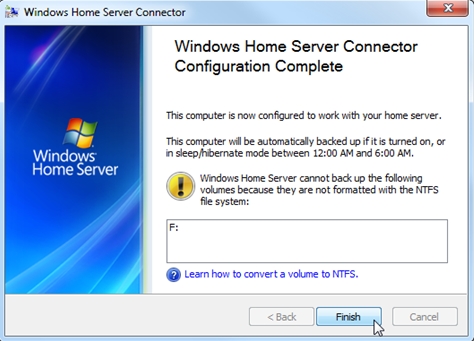 Windows Home Server Connector
Windows Home Server Connector
Configuration Complete
This computer is now configured to work with your home server.
This computer will be automatically backed up if it is turned on, or
in sleep/hibernate mode between 12:00 AM and 6:00 AM.
Windows Home Server cannot back up the following
volumes because they are not formatted with the NTFS
file system:
F:
Learn how to convert a volume to NTFS.
Windows
Home Server
< Back
Finish
Cancel